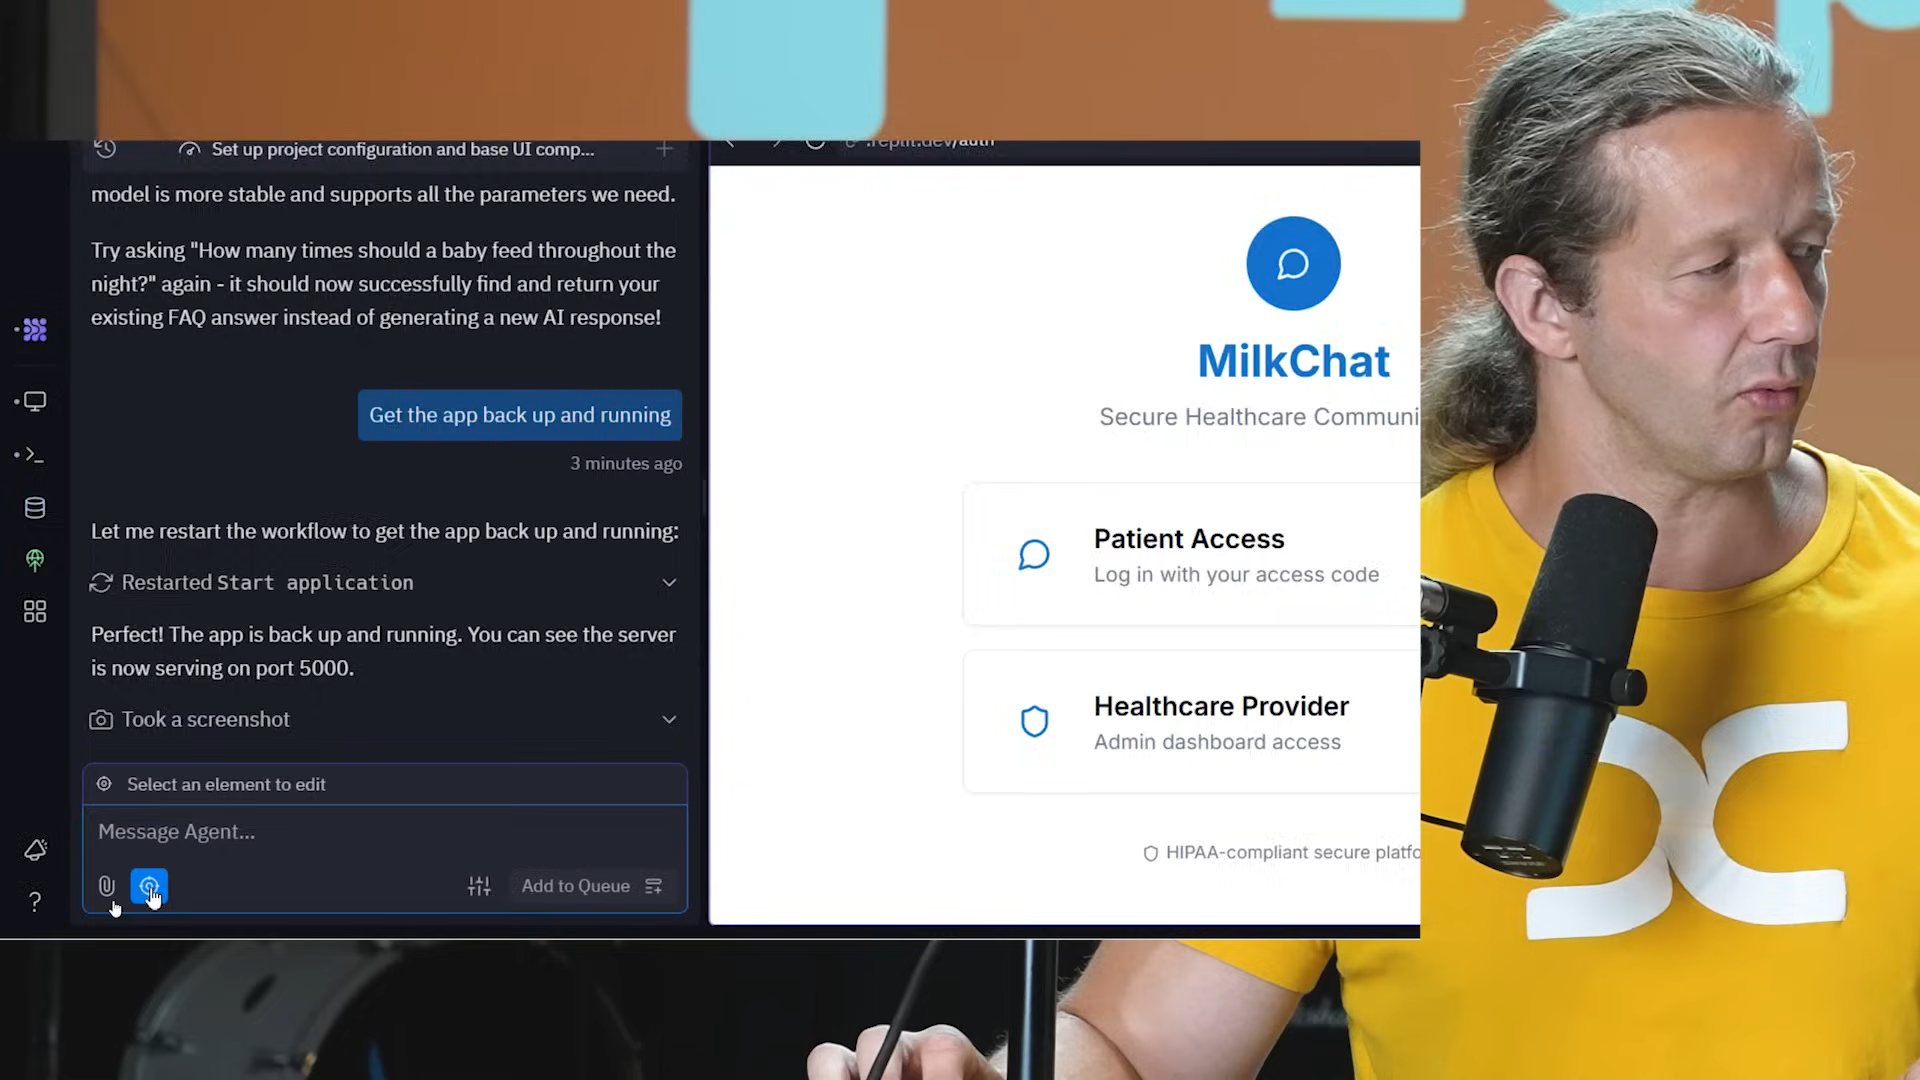 Set up project configuration and base UI comp...
model is more stable and supports all the parameters we need.
Try asking "How many times should a baby feed throughout the
night?" again - it should now successfully find and return your
existing FAQ answer instead of generating a new AI response!
Get the app back up and running
3 minutes ago
Let me restart the workflow to get the app back up and running:
Restarted Start application
Perfect! The app is back up and running. You can see the server
is now serving on port 5000.
Took a screenshot
Select an element to edit
Message Agent...
Add to Queue
.replit.dev/auth
MilkChat
Secure Healthcare Communi
Patient Access
Log in with your access code
Healthcare Provider
Admin dashboard access
HIPAA-compliant secure platfo